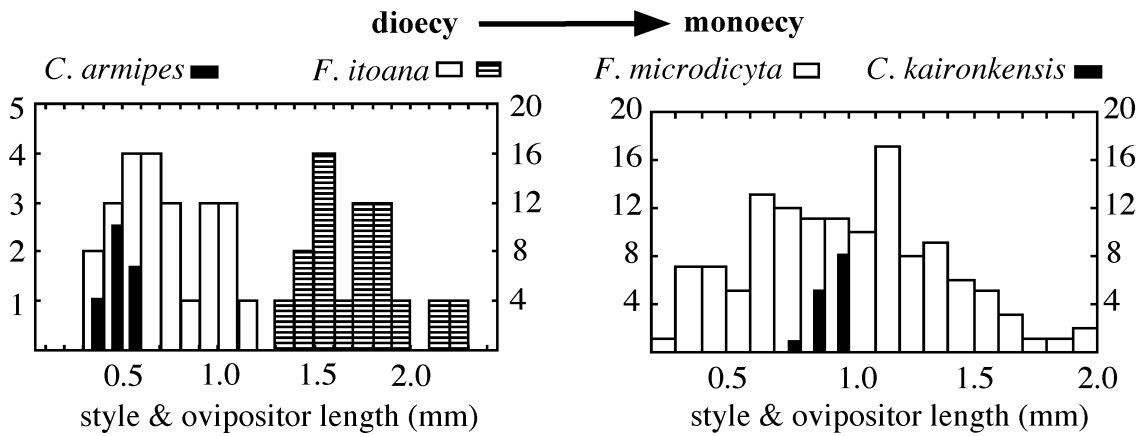 dioecy monoecy
C. armipes F. itoana F. microdicyta C. kaironkensis
5 20 20 20
4 16 16 16
3 12 12 12
2 8 8 8
1 4 4 4
0.5 1.0 1.5 2.0 0.5 1.0 1.5 2.0
style & ovipositor length (mm) style & ovipositor length (mm)